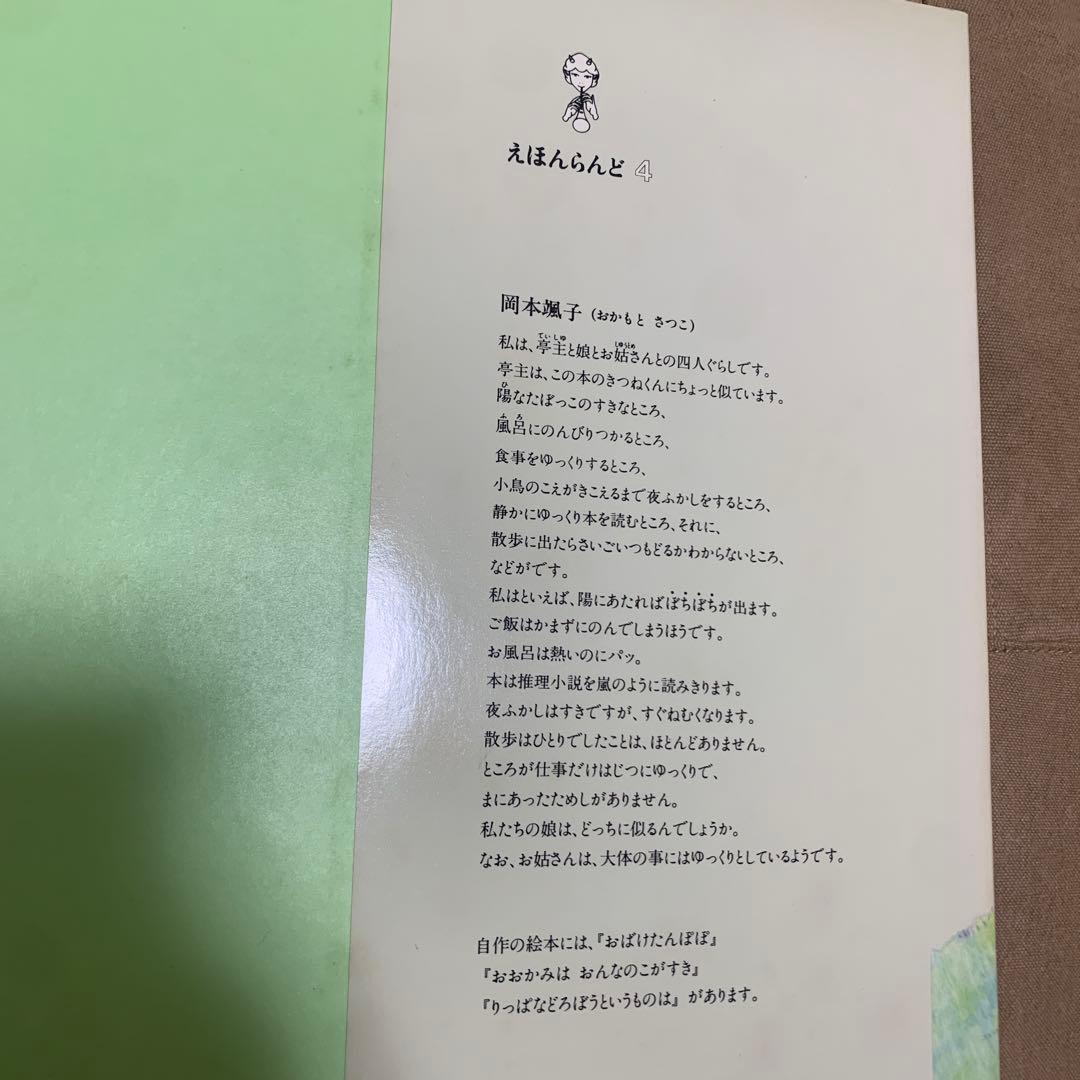 えほんらんど 4
岡本颯子（おかもと さつこ）
私は、亭主と娘とお姑さんとの四人ぐらしです。
亭主は、この本のきつねくんにちょっと似ています。
陽なたぼっこのすきなところ、
風呂にのんびりつかるところ、
食事をゆっくりするところ、
小鳥のこえがきこえるまで夜ふかしをするところ、
静かにゆっくり本を読むところ、それに、
散歩に出たらさいごいつもどるかわからないところ、
などがです。
私はといえば、陽にあたればぽちぽちが出ます。
ご飯はかまずにのんでしまうほうです。
お風呂は熱いのにパッ。
本は推理小説を嵐のように読みきります。
夜ふかしはすきですが、すぐねむくなります。
散歩はひとりでしたことは、ほとんどありません。
ところが仕事だけはじつにゆっくりで、
まにあったためしがありません。
私たちの娘は、どっちに似るんでしょうか。
なお、お姑さんは、大体の事にはゆっくりとしているようです。
自作の絵本には、『おばけたんぽぽ』
『おおかみは おんなのこがすき』
『りっぱなどろぼうというものは』があります。